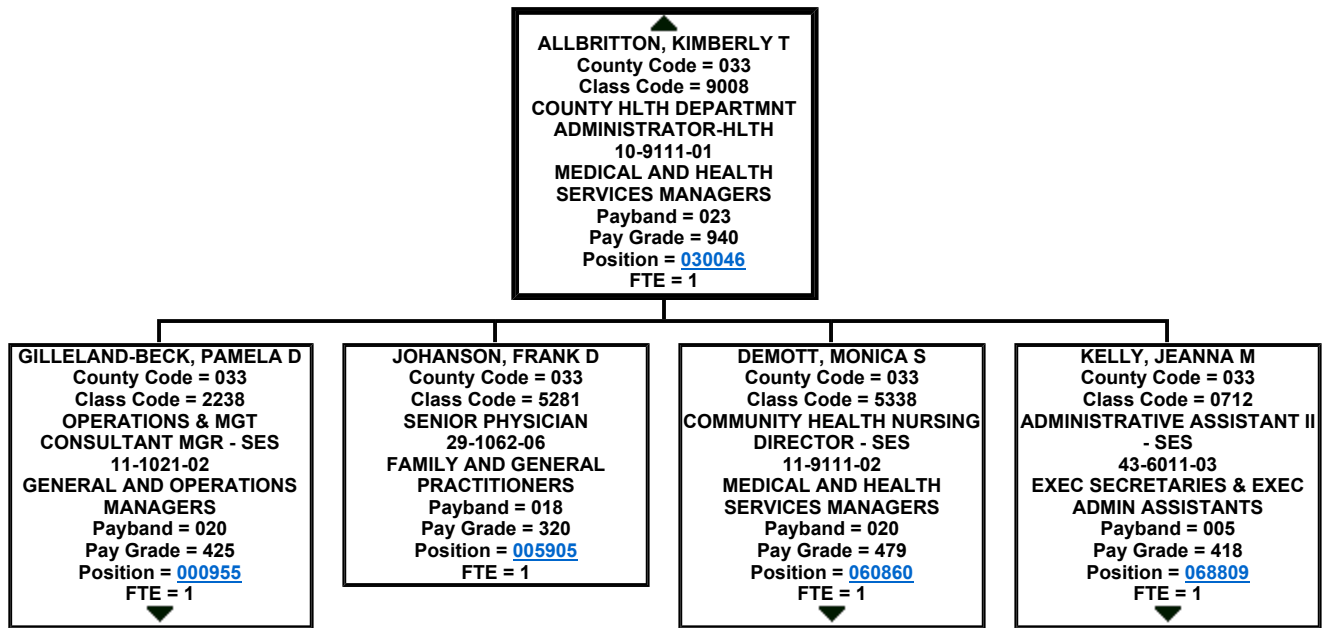 ALLBRITTON, KIMBERLY T
County Code = 033
Class Code = 9008
COUNTY HLTH DEPARTMNT
ADMINISTRATOR-HLTH
10-9111-01
MEDICAL AND HEALTH
SERVICES MANAGERS
Payband = 023
Pay Grade = 940
Position = 030046
FTE = 1
GILLELAND-BECK, PAMELA D
County Code = 033
Class Code = 2238
OPERATIONS & MGT
CONSULTANT MGR - SES
11-1021-02
GENERAL AND OPERATIONS
MANAGERS
Payband = 020
Pay Grade = 425
Position = 000955
FTE = 1
JOHANSON, FRANK D
County Code = 033
Class Code = 5281
SENIOR PHYSICIAN
29-1062-06
FAMILY AND GENERAL
PRACTITIONERS
Payband = 018
Pay Grade = 320
Position = 005905
FTE = 1
DEMOTT, MONICA S
County Code = 033
Class Code = 5338
COMMUNITY HEALTH NURSING
DIRECTOR - SES
11-9111-02
MEDICAL AND HEALTH
SERVICES MANAGERS
Payband = 020
Pay Grade = 479
Position = 060860
FTE = 1
KELLY, JEANNA M
County Code = 033
Class Code = 0712
ADMINISTRATIVE ASSISTANT II
- SES
43-6011-03
EXEC SECRETARIES & EXEC
ADMIN ASSISTANTS
Payband = 005
Pay Grade = 418
Position = 068809
FTE = 1